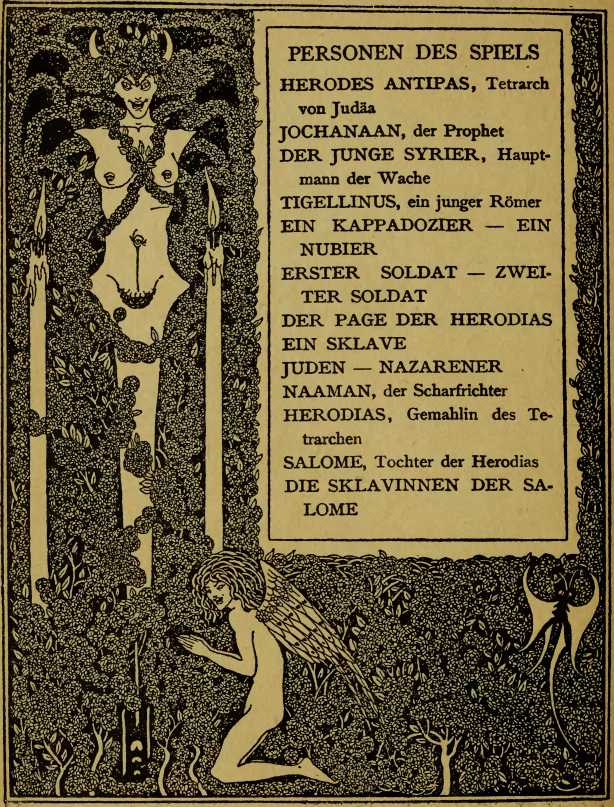 PERSONEN DES SPIELS
HERODES ANTIPAS, Tetrarch
von Judäa
JOCHANAAN, der Prophet
DER JUNGE SYRIER, Haupt-
mann der Wache
TIGELLINUS, ein junger Römer
EIN KAPPADOZIER — EIN
NUBIER
ERSTER SOLDAT — ZWEI-
TER SOLDAT
DER PAGE DER HERODIAS
EIN SKLAVE
JUDEN — NAZARENER
NAAMAN, der Scharfrichter
HERODIAS, Gemahlin des Te-
trarchen
SALOME, Tochter der Herodias
DIE SKLAVINNEN DER SA-
LOME